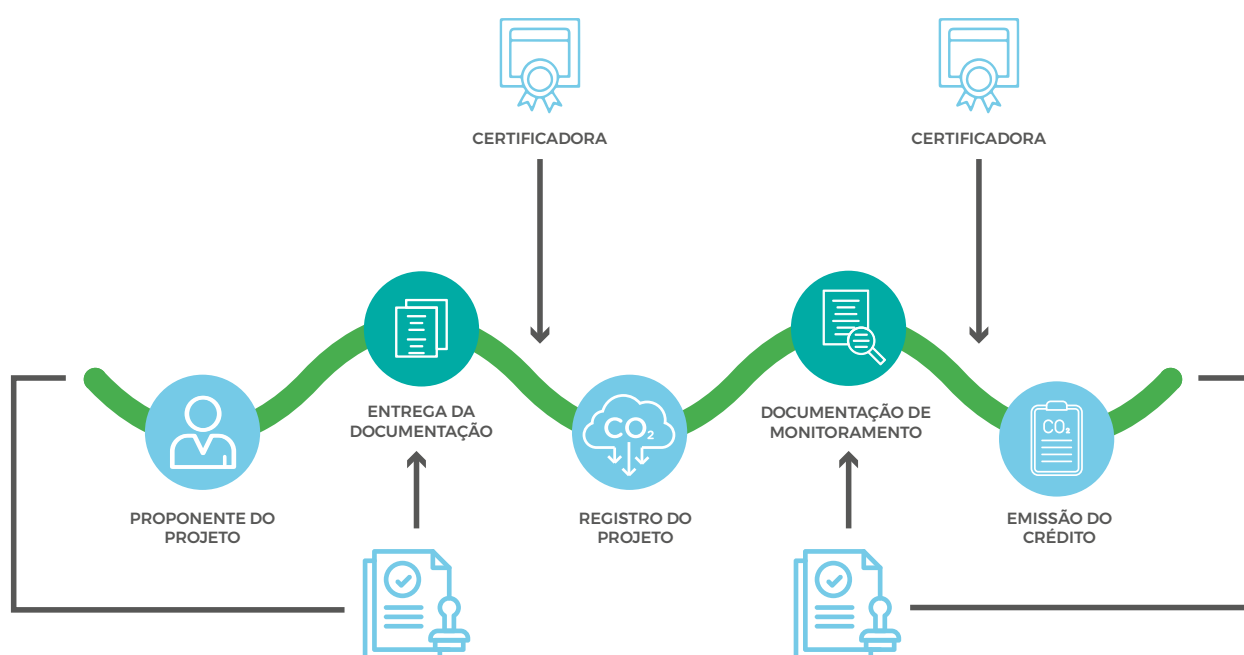 CERTIFICADORA
CERTIFICADORA
ENTREGA DA
DOCUMENTAÇÃO
DOCUMENTAÇÃO DE
MONITORAMENTO
CO₂
CO₂
PROPONENTE DO
PROJETO
REGISTRO DO
PROJETO
EMISSÃO DO
CRÉDITO